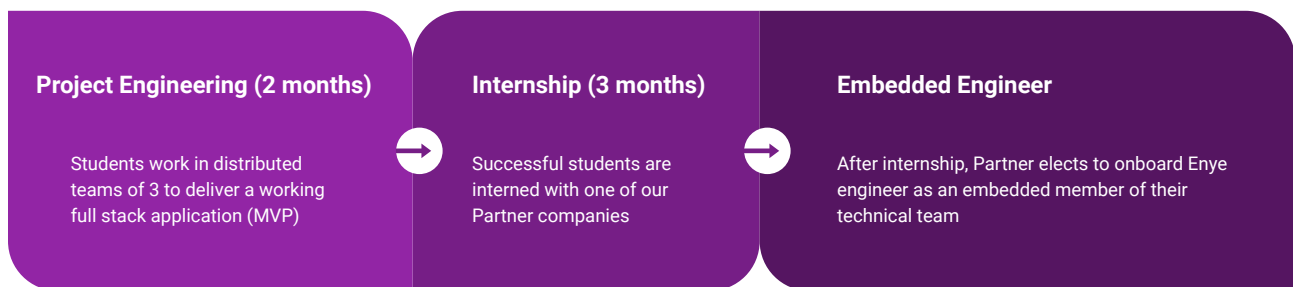 Project Engineering (2 months)
Students work in distributed
teams of 3 to deliver a working
full stack application (MVP)
Internship (3 months)
Successful students are
interned with one of our
Partner companies
Embedded Engineer
After internship, Partner elects to onboard Enye
engineer as an embedded member of their
technical team